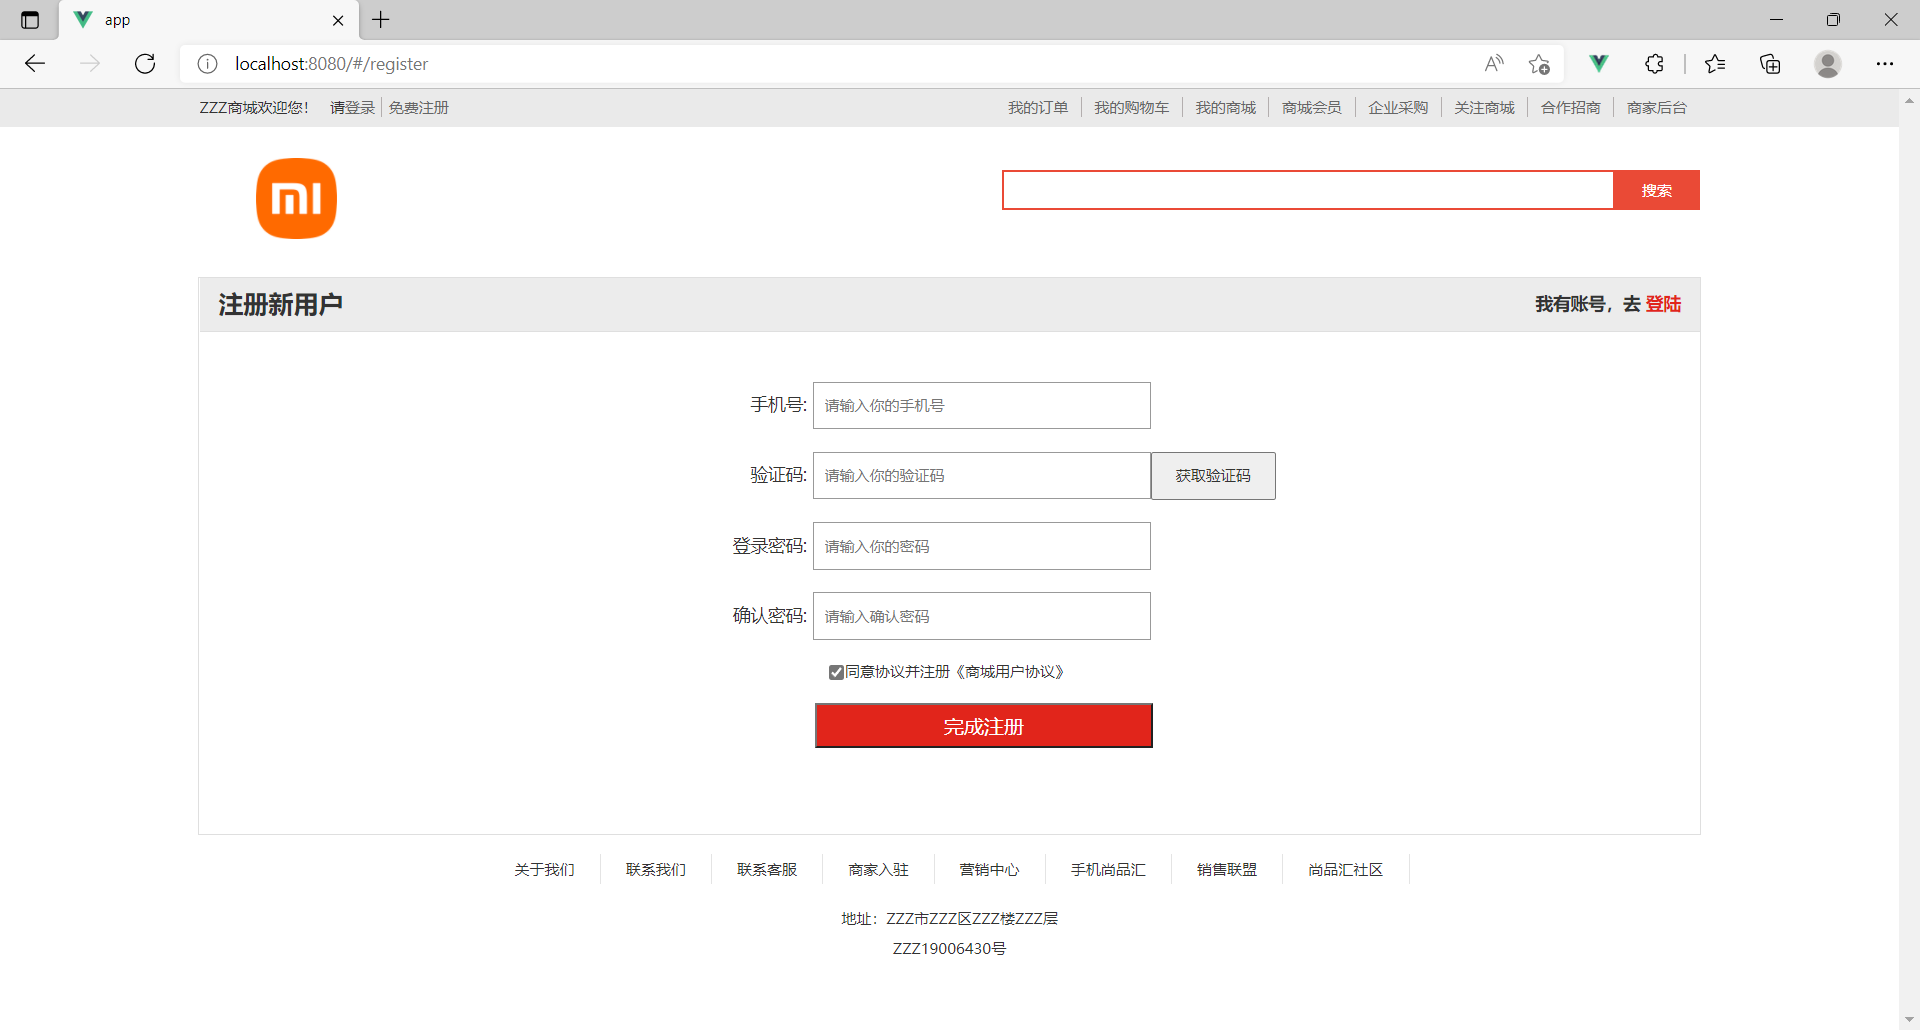 app
localhost:8080/#/register
ZZZ商城欢迎您！ 请登录 免费注册 我的订单 我的购物车 我的商城 商城会员 企业采购 关注商城 合作招商 商家后台
mi
搜索
注册新用户 我有账号，去 登陆
手机号: 请输入你的手机号
验证码: 请输入你的验证码 获取验证码
登录密码: 请输入你的密码
确认密码: 请输入确认密码
同意协议并注册《商城用户协议》
完成注册
关于我们 联系我们 联系客服 商家入驻 营销中心 手机尚品汇 销售联盟 尚品汇社区
地址：ZZZ市ZZZ区ZZZ楼ZZZ层
ZZZ19006430号